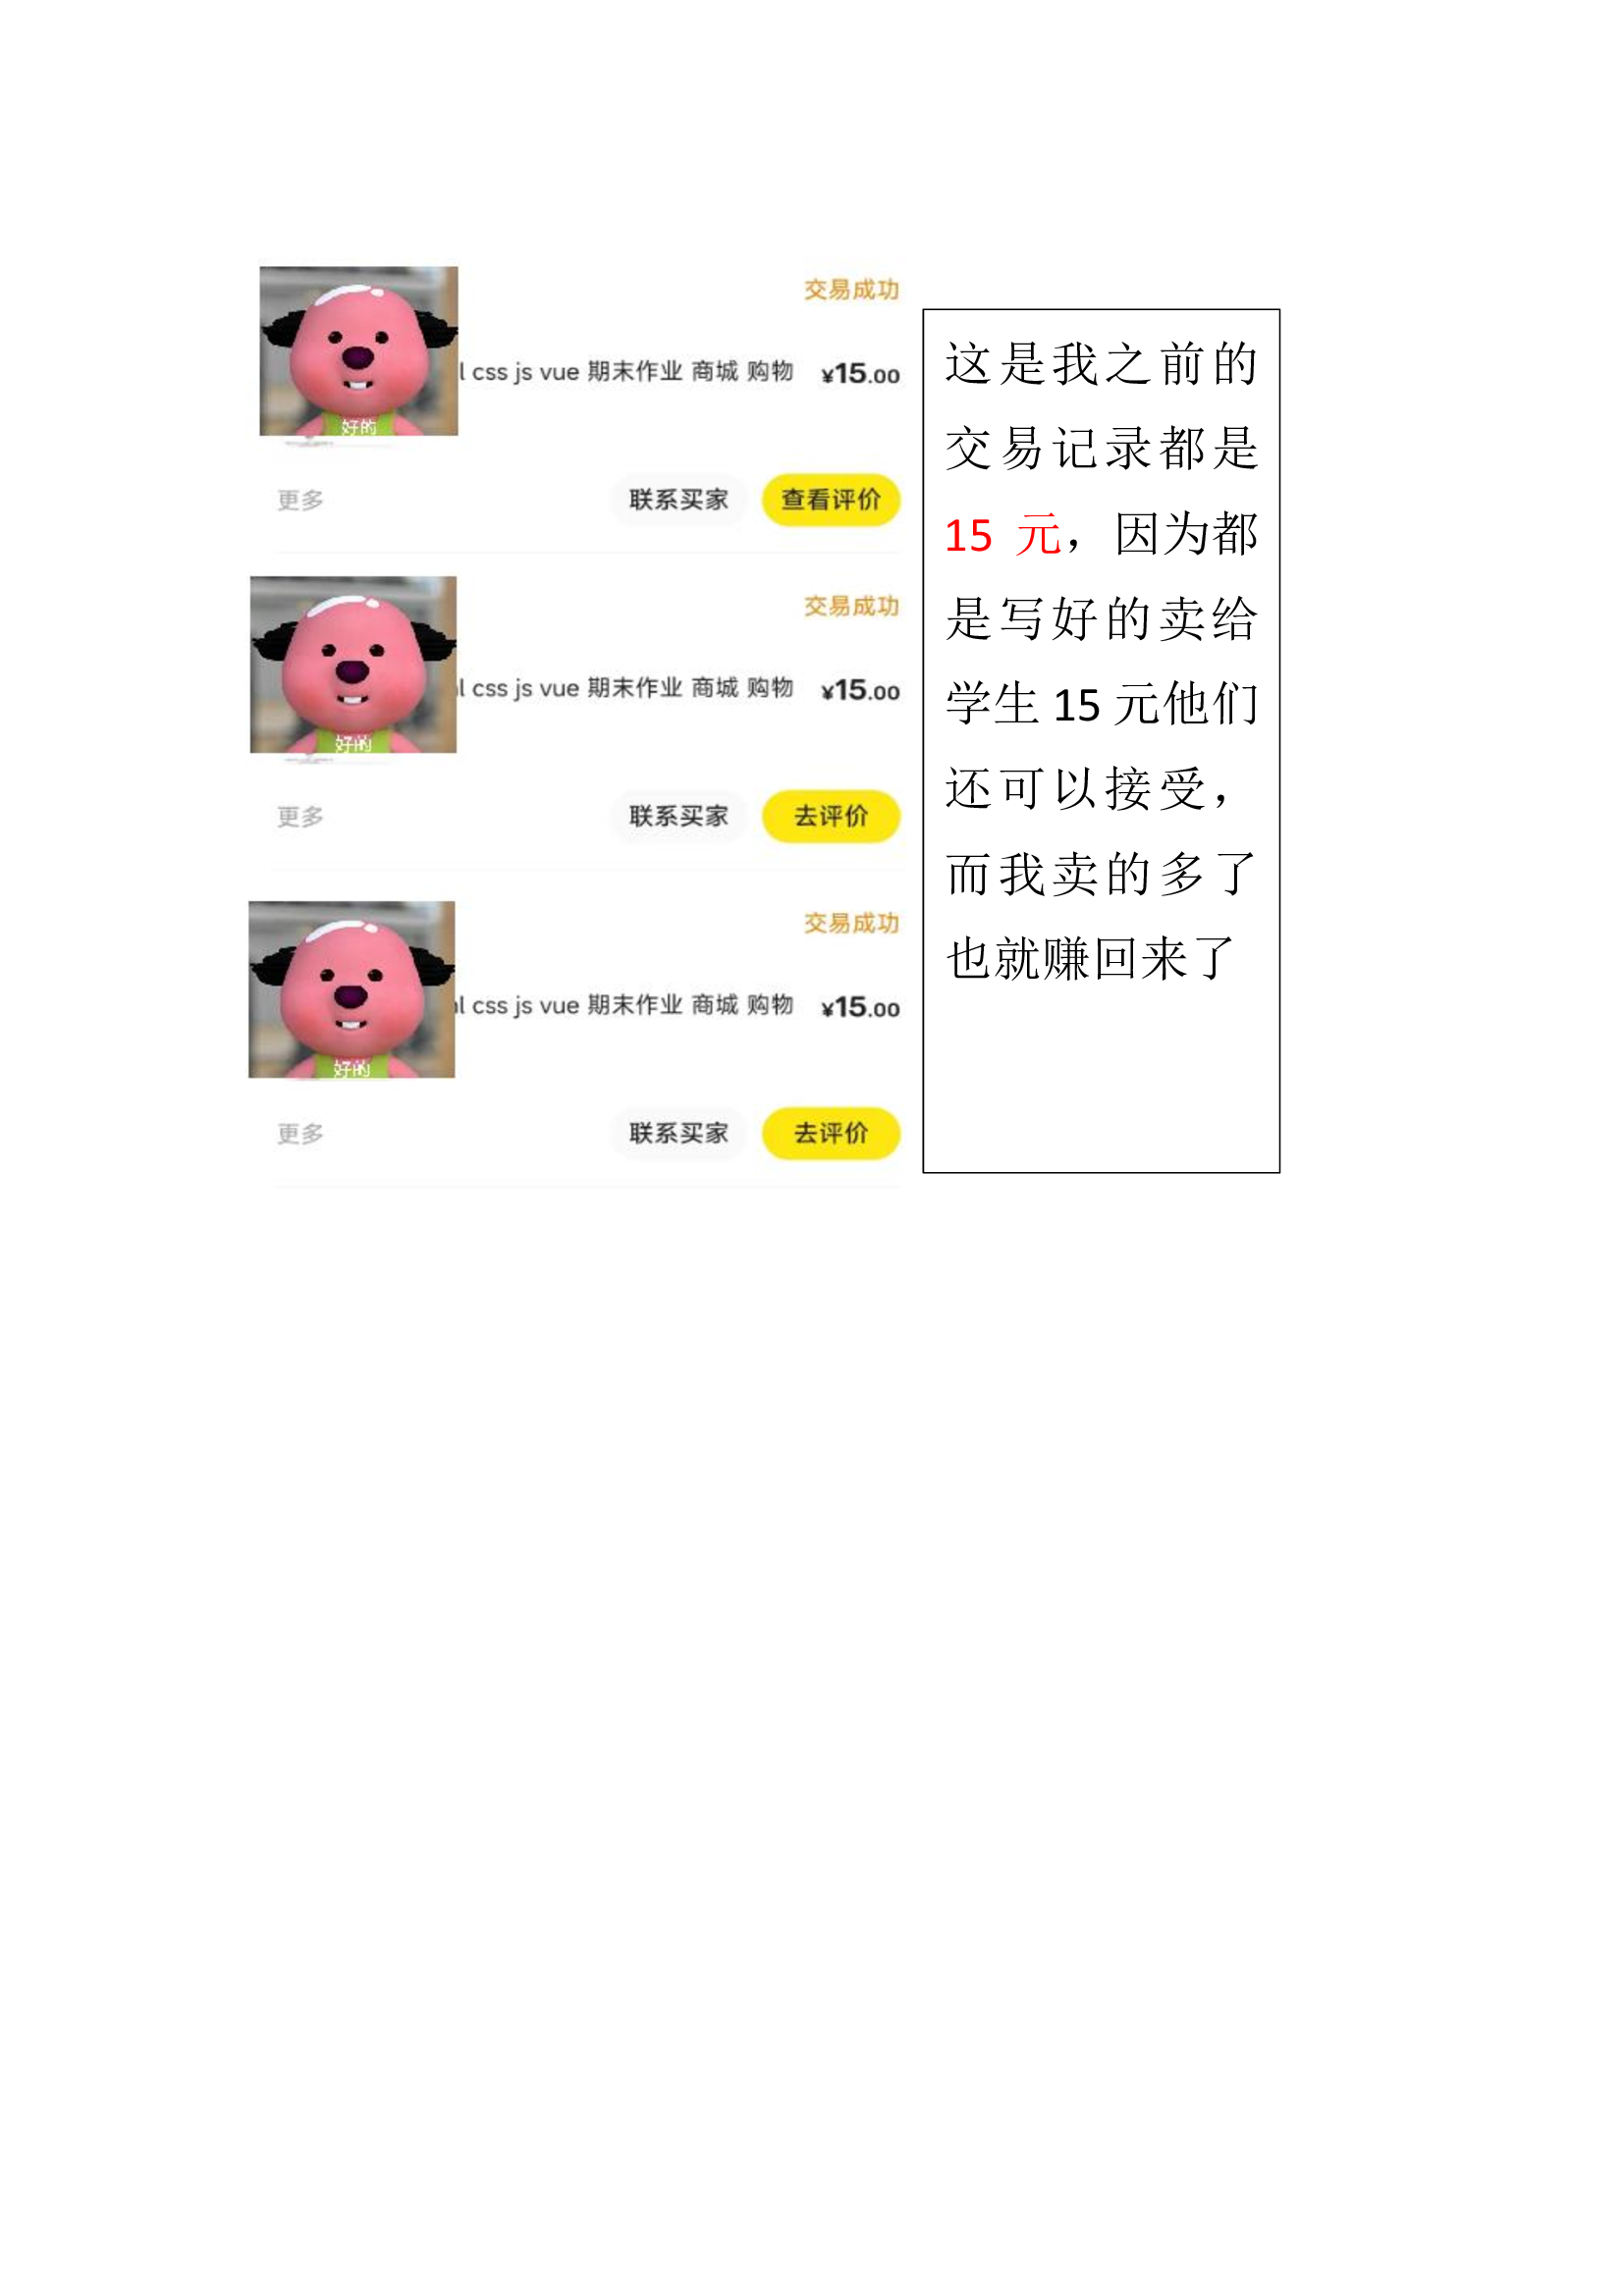 交易成功
好的
l css js vue 期末作业 商城 购物 ¥15.00
更多 联系买家 查看评价
交易成功
好的
l css js vue 期末作业 商城 购物 ¥15.00
更多 联系买家 去评价
交易成功
好的
l css js vue 期末作业 商城 购物 ¥15.00
更多 联系买家 去评价
这是我之前的
交易记录都是
15 元，因为都
是写好的卖给
学生 15 元他们
还可以接受，
而我卖的多了
也就赚回来了